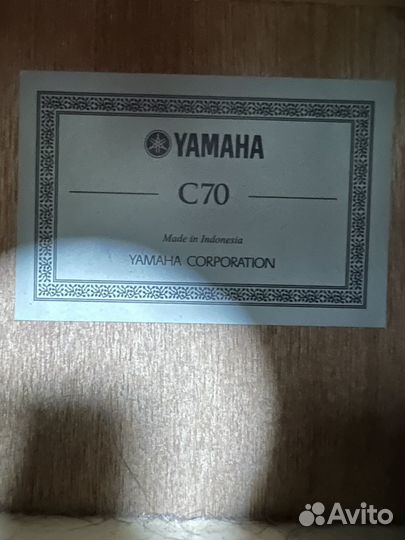 YAMAHA
C70
Made in Indonesia
YAMAHA CORPORATION
Avito